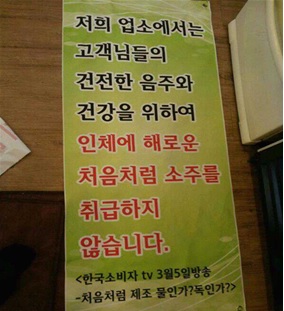 저희 업소에서는
고객님들의
건전한 음주와
건강을 위하여
인체에 해로운
처음처럼 소주를
취급하지
않습니다.
<한국소비자 tv 3월5일방송
-처음처럼 제조 물인가?독인가?>